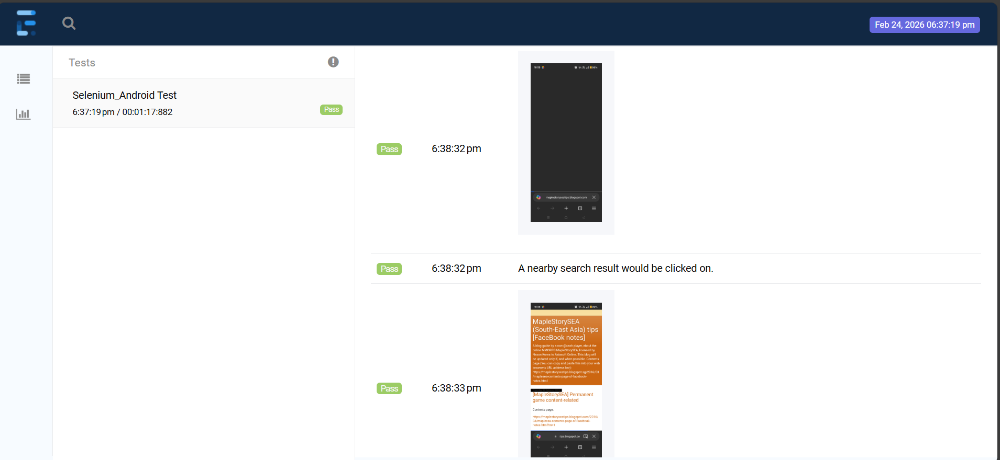 Feb 24, 2026 06:37:19 pm
Tests
Selenium_Android Test
6:37:19 pm / 00:01:17:882
Pass
18:38
99%
maplestoryseatips.blogspot.com
Pass
6:38:32 pm
Pass
6:38:32 pm
A nearby search result would be clicked on.
18:38
99%
MapleStorySEA
(South-East Asia) tips
[FaceBook notes]
A blog guide by a non-@cash player, about the
online MMORPG MapleStorySEA, licensed by
Nexon Korea to Asiasoft Online. This blog will
be updated only if, and when possible. Contents
page (You can copy and paste this into your web
browser's URL address bar):
https://maplestoryseatips.blogspot.sg/2016/03
/maplesea-contents-page-of-facebook-
notes.html
Pass
6:38:33 pm
[MapleStorySEA] Permanent
game content-related
Contents page:
https://maplestoryseatips.blogspot.com/2016/
03/maplesea-contents-page-of-facebook-
notes.html?m=1
tips.blogspot.co